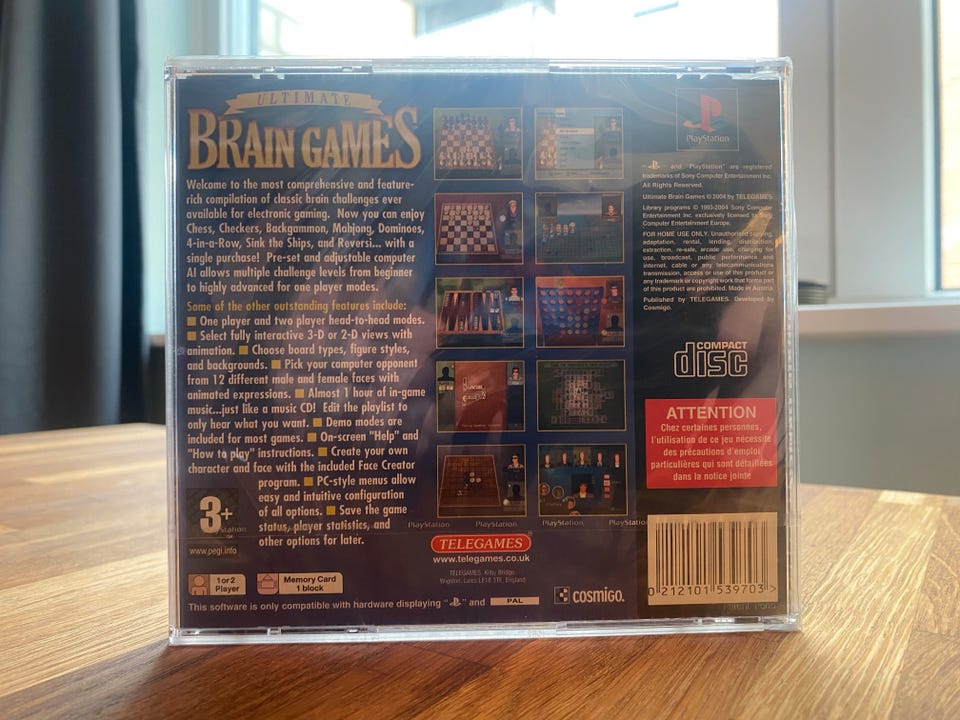 ULTIMATE
BRAIN GAMES
Welcome to the most comprehensive and feature-
rich compilation of classic brain challenges ever
available for electronic gaming. Now you can enjoy
Chess, Checkers, Backgammon, Mahjong, Dominoes,
4-in-a-Row, Sink the Ships, and Reversi... with a
single purchase! Pre-set and adjustable computer
AI allows multiple challenge levels from beginner
to highly advanced for one player modes.
Some of the other outstanding features include:
One player and two player head-to-head modes.
Select fully interactive 3-D or 2-D views with
animation. Choose board types, figure styles,
and backgrounds. Pick your computer opponent
from 12 different male and female faces with
animated expressions. Almost 1 hour of in-game
music...just like a music CD! Edit the playlist to
only hear what you want. Demo modes are
included for most games. On-screen "Help" and
"How to play" instructions. Create your own
character and face with the included Face Creator
program. PC-style menus allow
easy and intuitive configuration
of all options. Save the game
status, player statistics, and
other options for later.
3+
www.pegi.info
1 or 2
Player
Memory Card
1 block
This software is only compatible with hardware displaying " " and PAL
PlayStation PlayStation PlayStation PlayStation
TELEGAMES
www.telegames.co.uk
TELEGAMES, Kilby Bridge,
Wigston, Leics LE18 3TE, England
cosmigo.
PlayStation
" " and "PlayStation" are registered
trademarks of Sony Computer Entertainment Inc.
All Rights Reserved.
Ultimate Brain Games © 2004 by TELEGAMES
Library programs © 1993-2004 Sony Computer
Entertainment Inc. exclusively licensed to Sony
Computer Entertainment Europe.
FOR HOME USE ONLY. Unauthorised copying,
adaptation, rental, lending, distribution,
extraction, re-sale, arcade use, charging for
use, broadcast, public performance and
internet, cable or any telecommunications
transmission, access or use of this product or
any trademark or copyright work that forms part
of this product are prohibited. Made in Austria.
Published by TELEGAMES. Developed by
Cosmigo.
COMPACT
disc
ATTENTION
Chez certaines personnes,
l'utilisation de ce jeu nécessite
des précautions d'emploi
particulières qui sont détaillées
dans la notice jointe
0 212101 539703 >